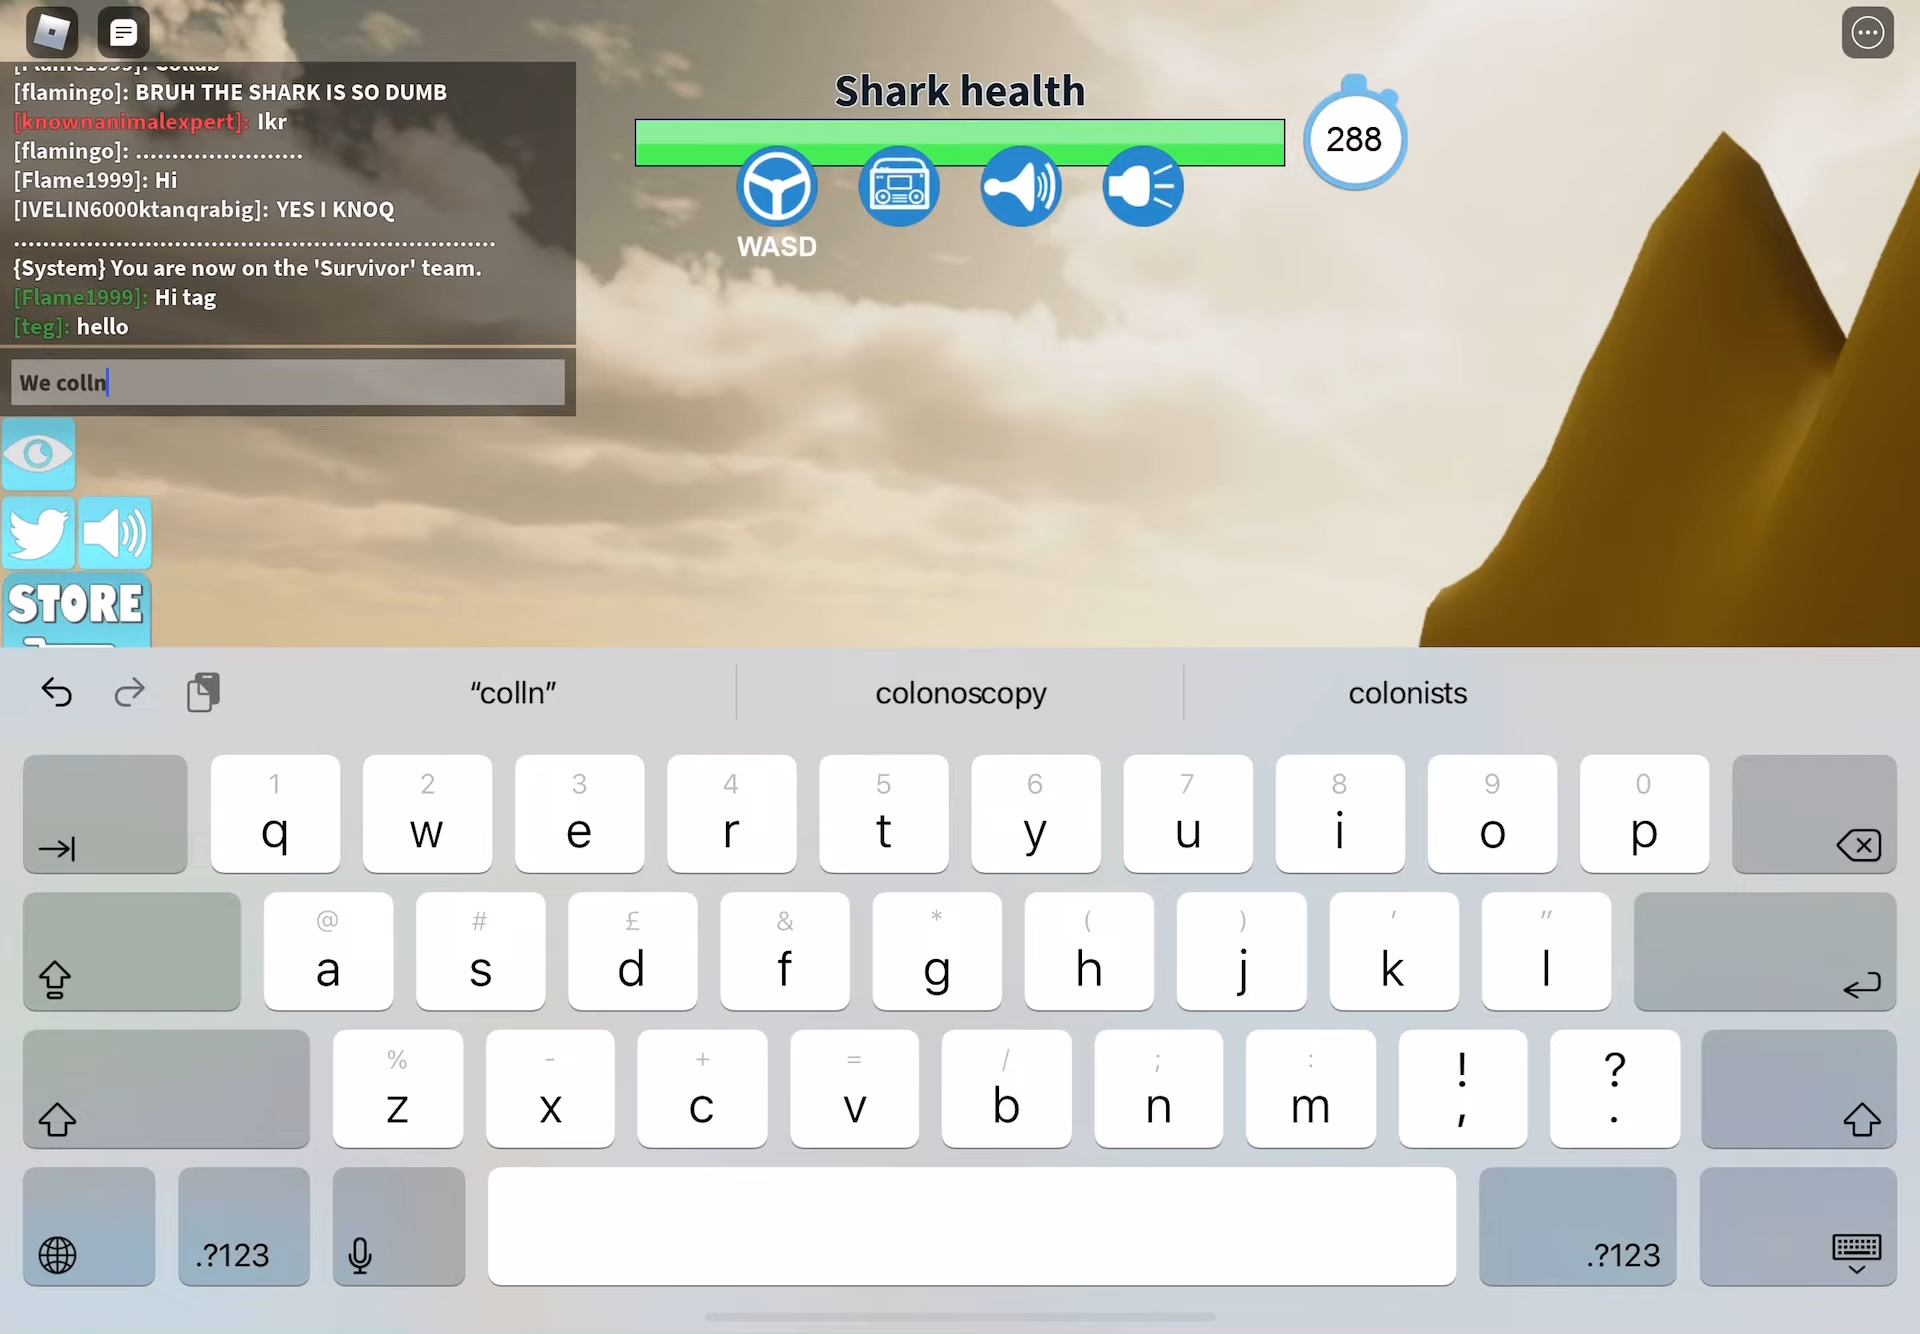 [Flame1999]: Collab
[flamingo]: BRUH THE SHARK IS SO DUMB
[knownanimalexpert]: Ikr
[flamingo]: .......................
[Flame1999]: Hi
[IVELIN6000ktanqrabig]: YES I KNOQ
..................................................................
{System} You are now on the 'Survivor' team.
[Flame1999]: Hi tag
[teg]: hello
We colln
Shark health
288
WASD
STORE
“colln” colonoscopy colonists
1 2 3 4 5 6 7 8 9 0
q w e r t y u i o p
@ # £ & * ( ) ' "
a s d f g h j k l
% - + = / ; : ! ?
z x c v b n m , .
.?123 .?123